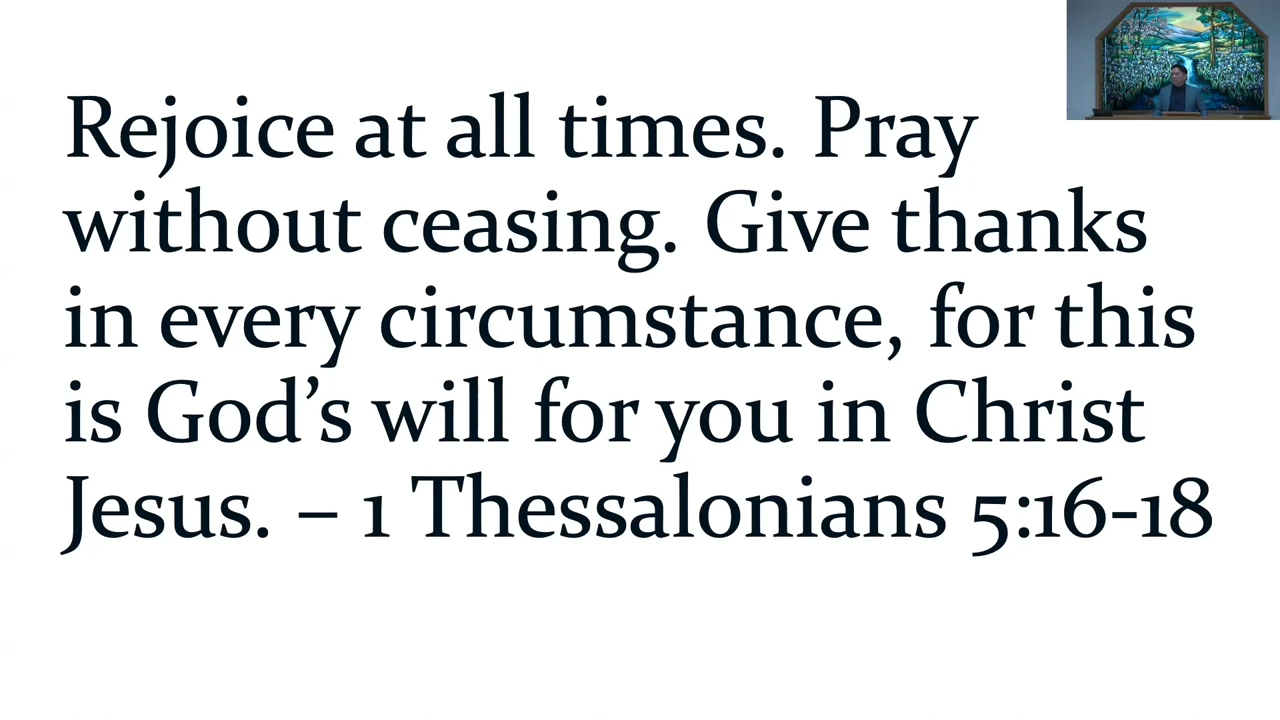 Rejoice at all times. Pray
without ceasing. Give thanks
in every circumstance, for this
is God’s will for you in Christ
Jesus. – 1 Thessalonians 5:16-18